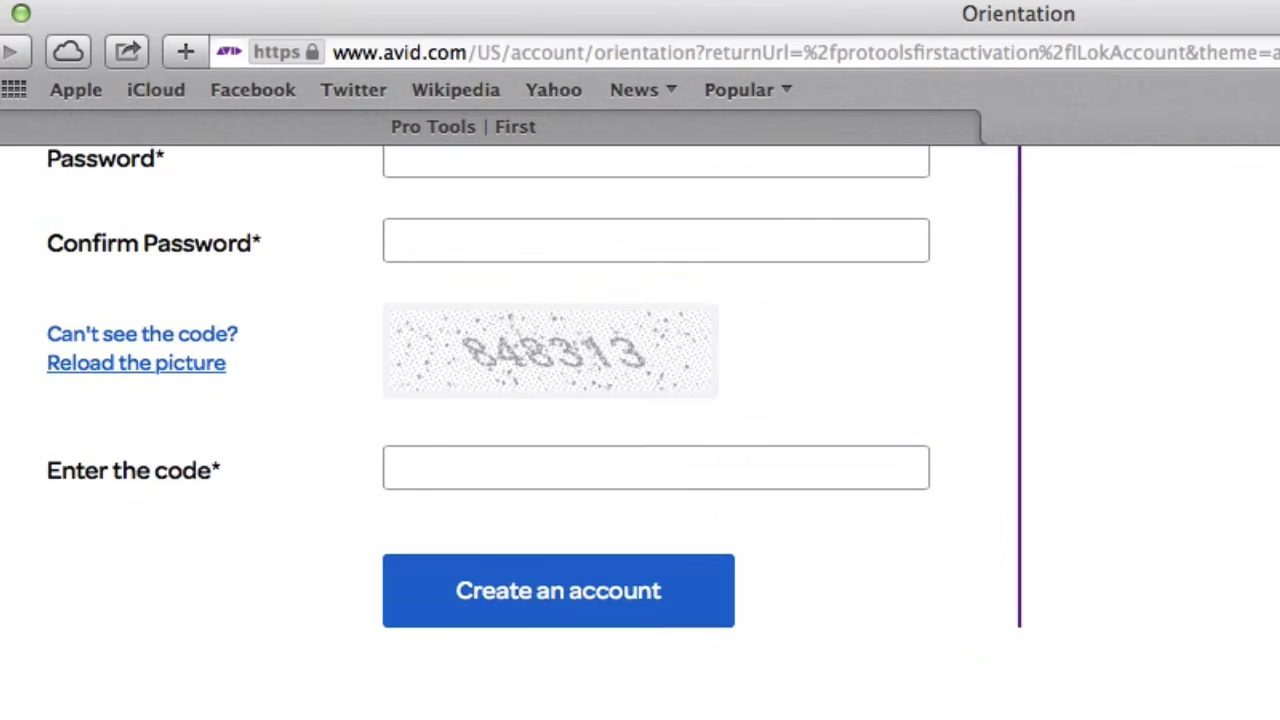 Orientation
AVID https www.avid.com/US/account/orientation?returnUrl=%2fprotoolsfirstactivation%2fILokAccount&theme=a
Apple iCloud Facebook Twitter Wikipedia Yahoo News Popular
Pro Tools | First
Password*
Confirm Password*
Can't see the code?
Reload the picture
848313
Enter the code*
Create an account